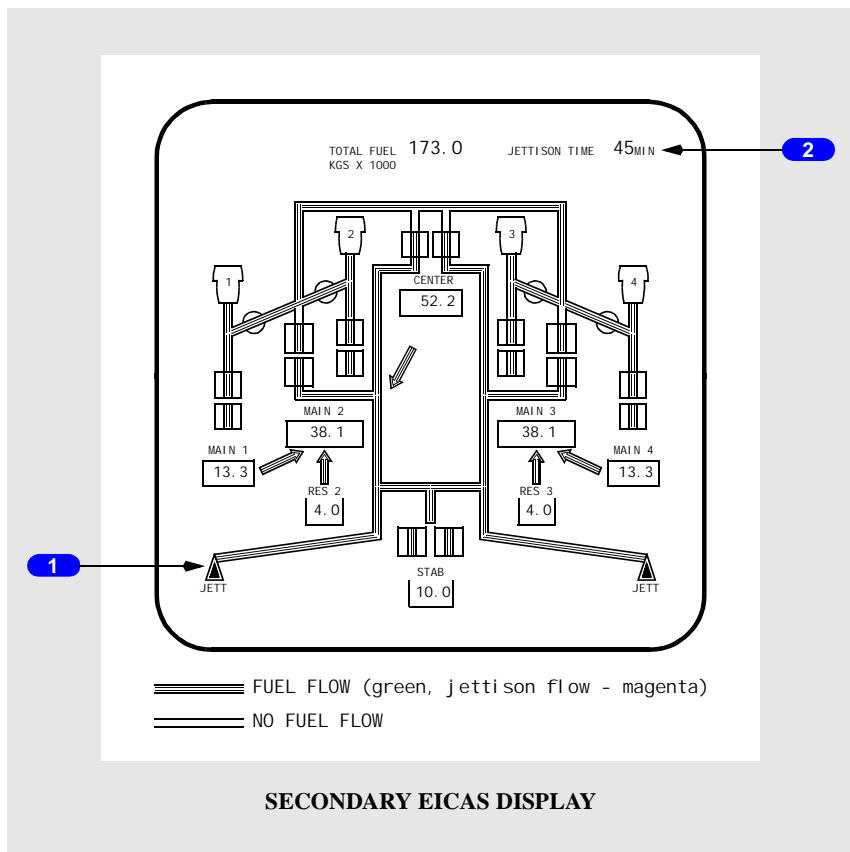 TOTAL FUEL 173.0 JETTISON TIME 45MIN
KGS X 1000
2
2
3
1
4
CENTER
52.2
MAIN 2
38.1
MAIN 3
38.1
MAIN 1
13.3
MAIN 4
13.3
RES 2
4.0
RES 3
4.0
1
STAB
10.0
JETT
JETT
FUEL FLOW (green, jettison flow - magenta)
NO FUEL FLOW
SECONDARY EICAS DISPLAY